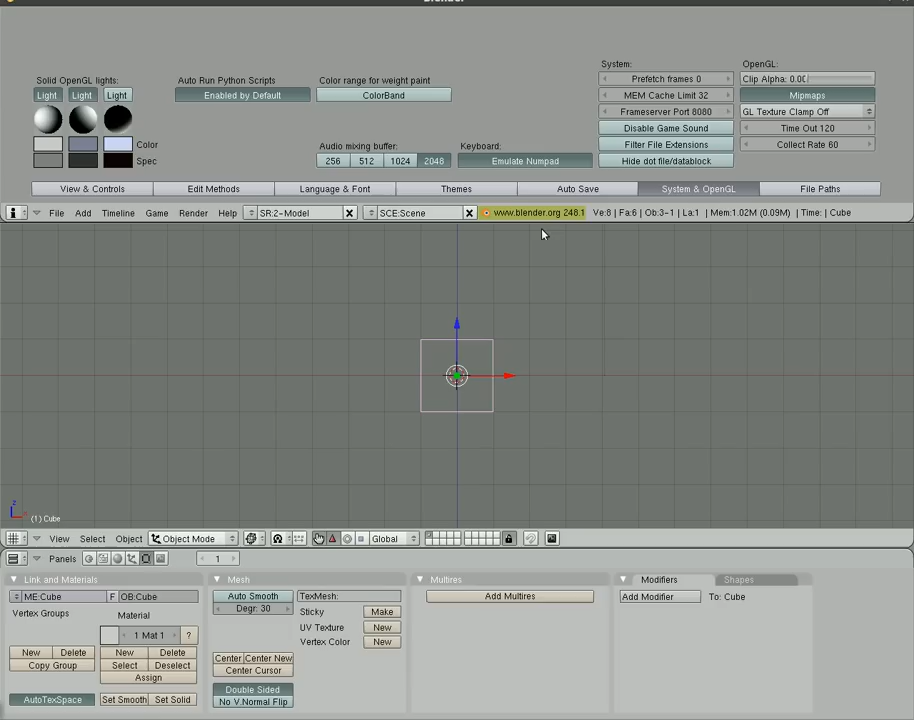 Blender
System: OpenGL:
Solid OpenGL lights: Auto Run Python Scripts Color range for weight paint Prefetch frames 0 Clip Alpha: 0.00
Light Light Light Enabled by Default ColorBand MEM Cache Limit 32 Mipmaps
Frameserver Port 8080 GL Texture Clamp Off
Disable Game Sound Time Out 120
Color Audio mixing buffer: Keyboard: Filter File Extensions Collect Rate 60
Spec 256 512 1024 2048 Emulate Numpad Hide dot file/datablock
View & Controls Edit Methods Language & Font Themes Auto Save System & OpenGL File Paths
File Add Timeline Game Render Help SR:2-Model SCE:Scene www.blender.org 248.1 Ve:8 | Fa:6 | Ob:3-1 | La:1 | Mem:1.02M (0.09M) | Time: | Cube
z
x
(1) Cube
View Select Object Object Mode Global
Panels 1
Link and Materials Mesh Multires Modifiers Shapes
ME:Cube F OB:Cube Auto Smooth TexMesh: Add Multires Add Modifier To: Cube
Vertex Groups Material Degr: 30 Sticky Make
1 Mat 1 ? UV Texture New
New Delete New Delete Vertex Color New
Copy Group Select Deselect Center Center New
Assign Center Cursor
AutoTexSpace Set Smooth Set Solid Double Sided
No V.Normal Flip